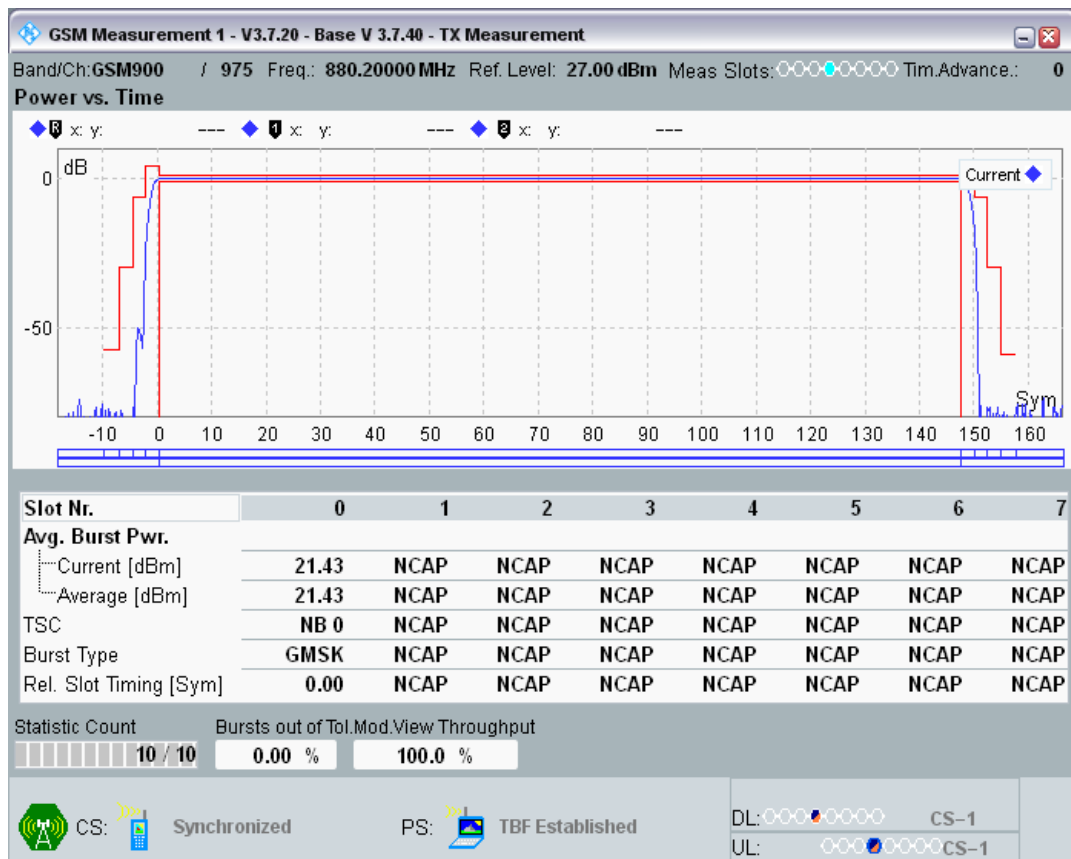 GSM Measurement 1 - V3.7.20 - Base V 3.7.40 - TX Measurement
Band/Ch:GSM900 / 975 Freq.: 880.20000 MHz Ref. Level: 27.00 dBm Meas Slots: Tim.Advance.: 0
Power vs. Time
R x: y: --- 1 x: y: --- 2 x: y: ---
dB
Current
0
-50
Sym
-10 0 10 20 30 40 50 60 70 80 90 100 110 120 130 140 150 160
Slot Nr. 0 1 2 3 4 5 6 7
Avg. Burst Pwr.
Current [dBm] 21.43 NCAP NCAP NCAP NCAP NCAP NCAP NCAP
Average [dBm] 21.43 NCAP NCAP NCAP NCAP NCAP NCAP NCAP
TSC NB 0 NCAP NCAP NCAP NCAP NCAP NCAP NCAP
Burst Type GMSK NCAP NCAP NCAP NCAP NCAP NCAP NCAP
Rel. Slot Timing [Sym] 0.00 NCAP NCAP NCAP NCAP NCAP NCAP NCAP
Statistic Count Bursts out of Tol.Mod.View Throughput
10 / 10 0.00 % 100.0 %
CS: Synchronized PS: TBF Established
DL: CS-1
UL: CS-1